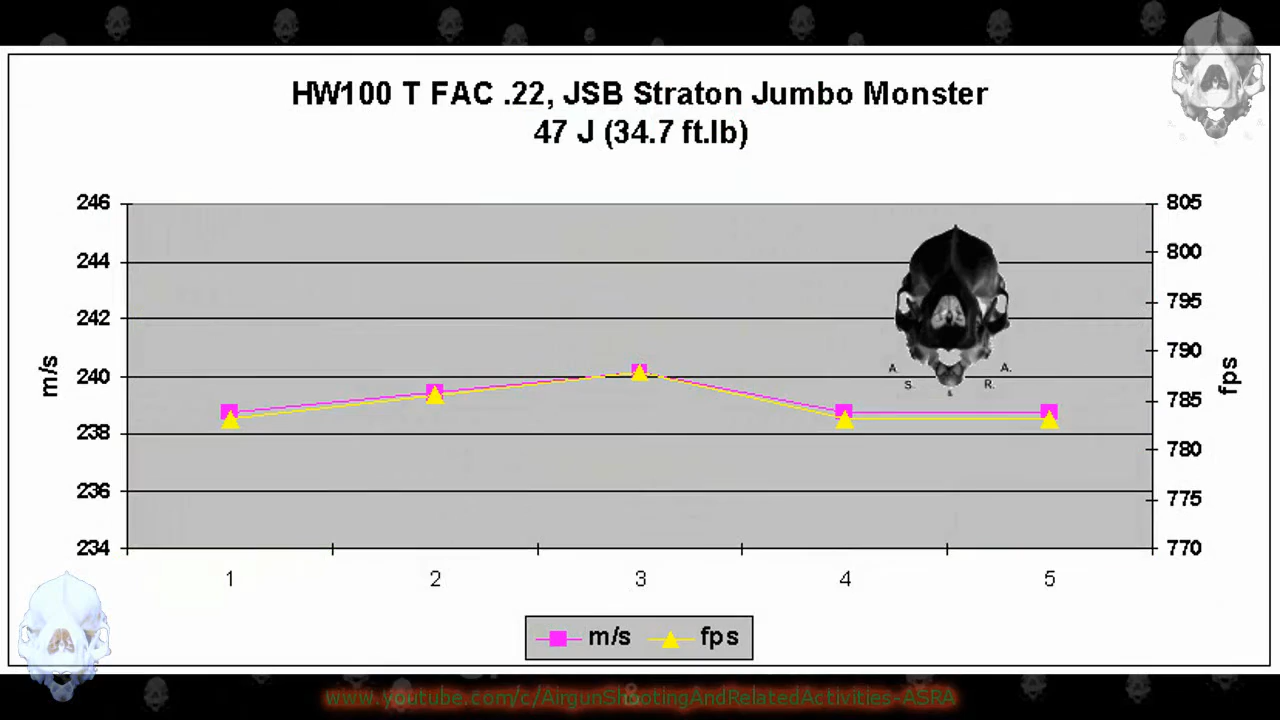 HW100 T FAC .22, JSB Straton Jumbo Monster
47 J (34.7 ft.lb)
246
244
242
240
238
236
234
m/s
805
800
795
790
785
780
775
770
fps
A. A.
S. R.
1 2 3 4 5
m/s fps
www.youtube.com/c/AirgunShootingAndRelatedActivities-ASRA